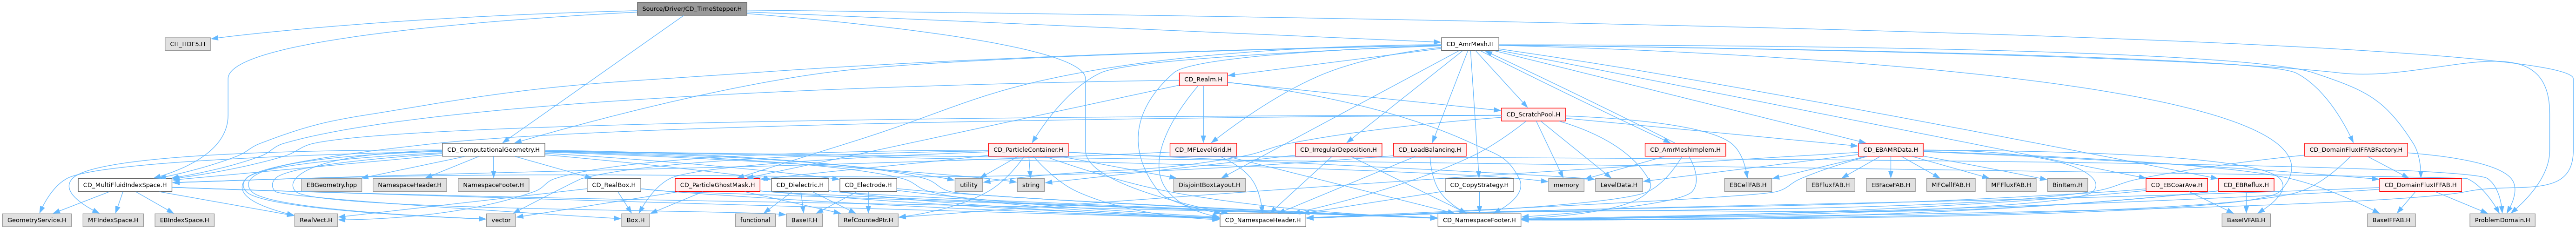 Source/Driver/CD_TimeStepper.H
CH_HDF5.H
CD_AmrMesh.H
CD_Realm.H
CD_ScratchPool.H
CD_ComputationalGeometry.H
CD_ParticleContainer.H
CD_MFLevelGrid.H
CD_IrregularDeposition.H
CD_LoadBalancing.H
CD_AmrMeshImplem.H
CD_EBAMRData.H
CD_DomainFluxIFFABFactory.H
CD_MultiFluidIndexSpace.H
EBGeometry.hpp
NamespaceHeader.H
NamespaceFooter.H
CD_RealBox.H
CD_ParticleGhostMask.H
CD_Dielectric.H
CD_Electrode.H
utility
string
DisjointBoxLayout.H
CD_CopyStrategy.H
memory
LevelData.H
EBCellFAB.H
EBFluxFAB.H
EBFaceFAB.H
MFCellFAB.H
MFFluxFAB.H
BinItem.H
CD_EBCoarAve.H
CD_EBReflux.H
CD_DomainFluxIFFAB.H
GeometryService.H
MFIndexSpace.H
EBIndexSpace.H
RealVect.H
vector
Box.H
functional
BaseIF.H
RefCountedPtr.H
CD_NamespaceHeader.H
CD_NamespaceFooter.H
BaseIVFAB.H
BaseIFFAB.H
ProblemDomain.H